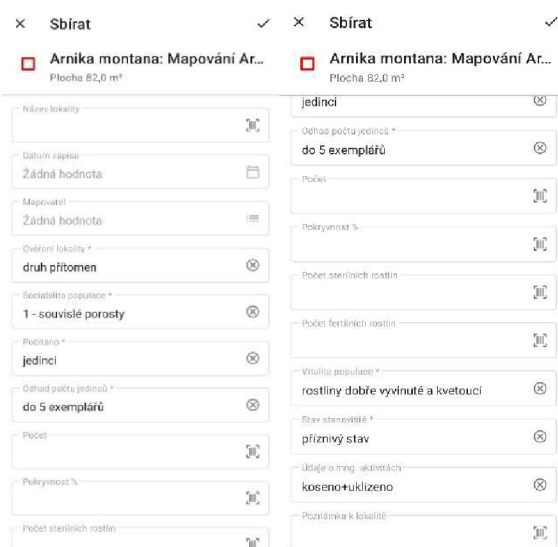 Sbírat
Arnika montana: Mapování Ar...
Plocha 82,0 m²
Název lokality
Datum zápisu
Žádná hodnota
Mapovatel
Žádná hodnota
Ověření lokality *
druh přítomen
Sociabilita populace *
1 - souvislé porosty
Počítáno *
jedinci
Odhad počtu jedinců *
do 5 exemplářů
Počet
Pokryvnost %
Počet sterilních rostlin
Sbírat
Arnika montana: Mapování Ar...
Plocha 82,0 m²
jedinci
Odhad počtu jedinců *
do 5 exemplářů
Počet
Pokryvnost %
Počet sterilních rostlin
Počet fertilních rostlin
Vitalita populace *
rostliny dobře vyvinuté a kvetoucí
Stav stanoviště *
příznivý stav
Údaje o mng. aktivitách
koseno+uklizeno
Poznámka k lokalitě